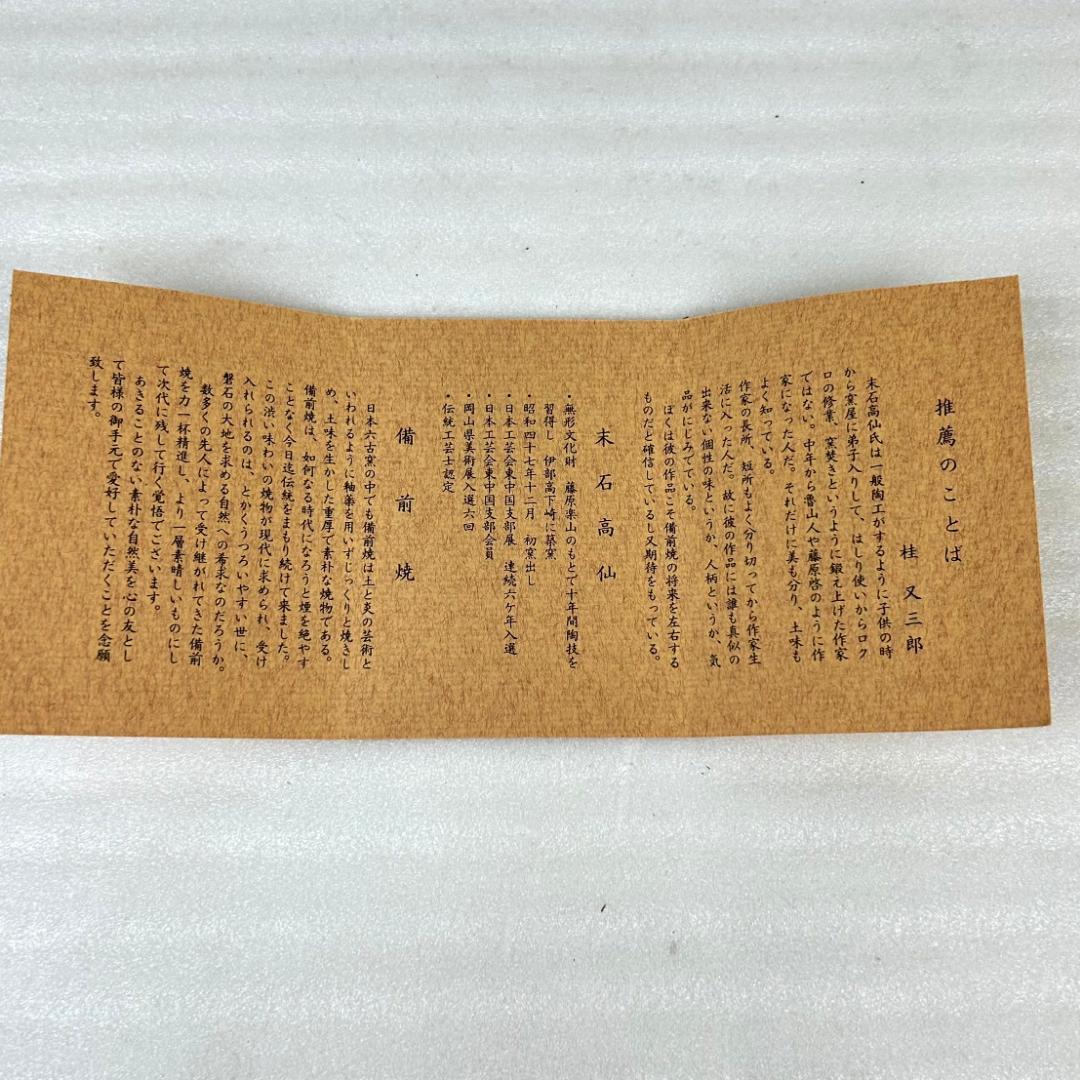 推薦のことば
桂又三郎
末石高仙氏は一般陶工がするように子供の時
から窯屋に弟子入りして、はしり使いからロク
ロの修業、窯焚きというように鍛え上げた作家
ではない。中年から魯山人や藤原啓のように作
家になった人だ。それだけに美も分り、土味も
よく知っている。
作家の長所、短所もよく分り切ってから作家生
活に入った人だ。故に彼の作品には誰も真似の
出来ない個性の味というか、人柄というか、気
品がにじみでている。
ぼくは彼の作品こそ備前焼の将来を左右する
ものだと確信しているし又期待をもっている。
末石高仙
・無形文化財 藤原楽山のもとで十年間陶技を
習得し 伊部高下崎に築窯
・昭和四十七年十二月 初窯出し
・日本工芸会東中国支部展 連続六ケ年入選
・日本工芸会東中国支部会員
・岡山県美術展入選六回
・伝統工芸士認定
備前焼
日本六古窯の中でも備前焼は土と炎の芸術と
いわれるように釉薬を用いずじっくりと焼きし
め、土味を生かした重厚で素朴な焼物である。
備前焼は、如何なる時代になろうと煙を絶やす
ことなく今日迄伝統をまもり続けて来ました。
この渋い味わいの焼物が現代に求められ、受け
入れられるのは、とかくうつろいやすい世に、
磐石の大地を求める自然への希求なのだろうか。
数多くの先人によって受け継がれてきた備前
焼を力一杯精進し、より一層素晴しいものにし
て次代に残して行く覚悟でございます。
あきることのない素朴な自然美を心の友とし
て皆様の御手元で愛好していただくことを念願
致します。